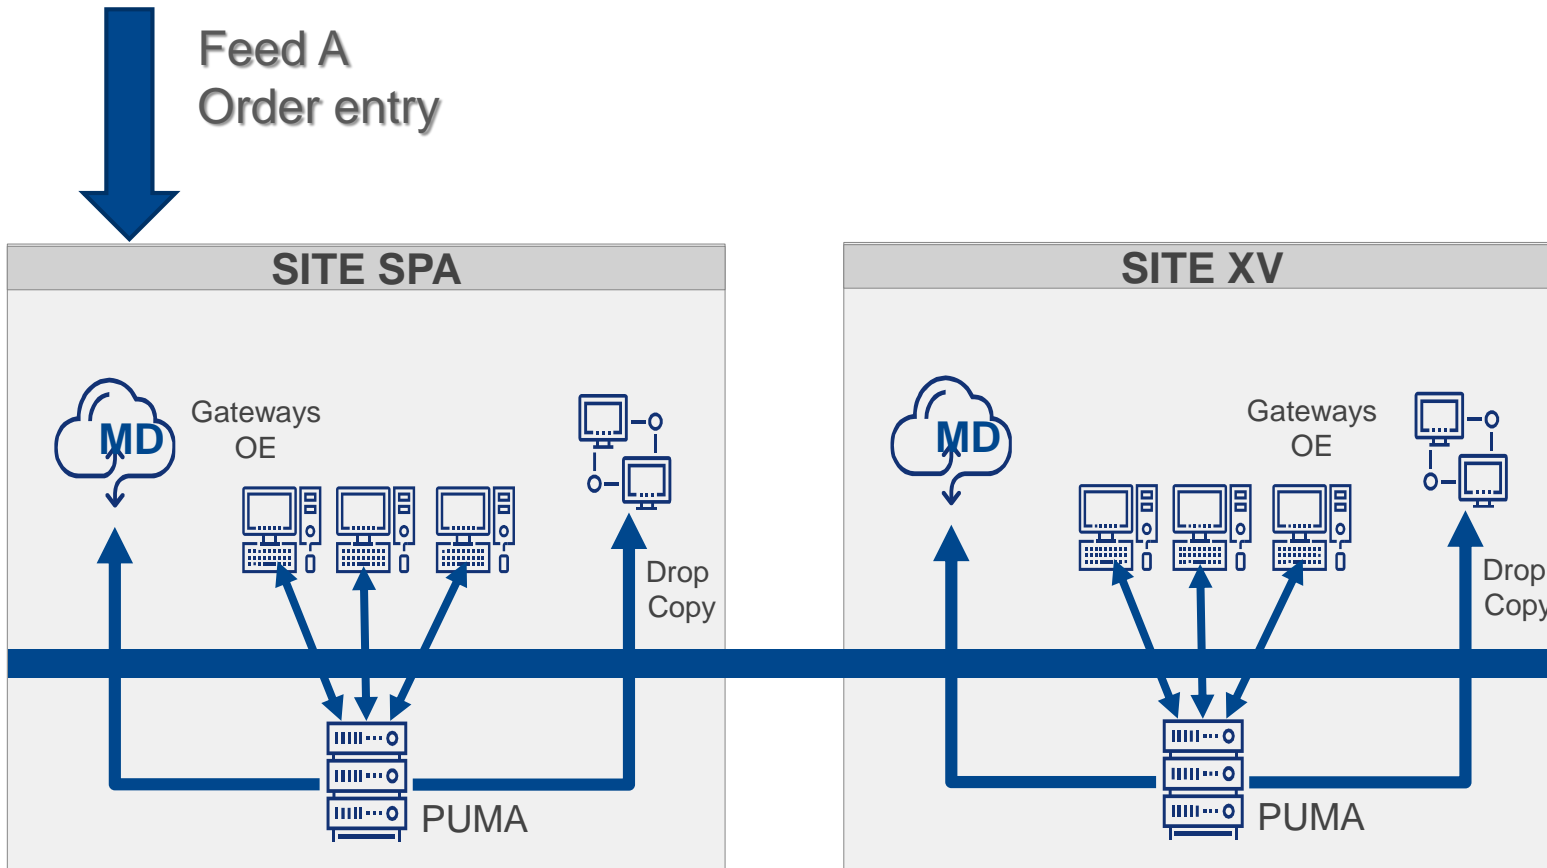 Feed A
Order entry
SITE SPA
MD
Gateways
OE
Drop
Copy
PUMA
SITE XV
MD
Gateways
OE
Drop
Copy
PUMA